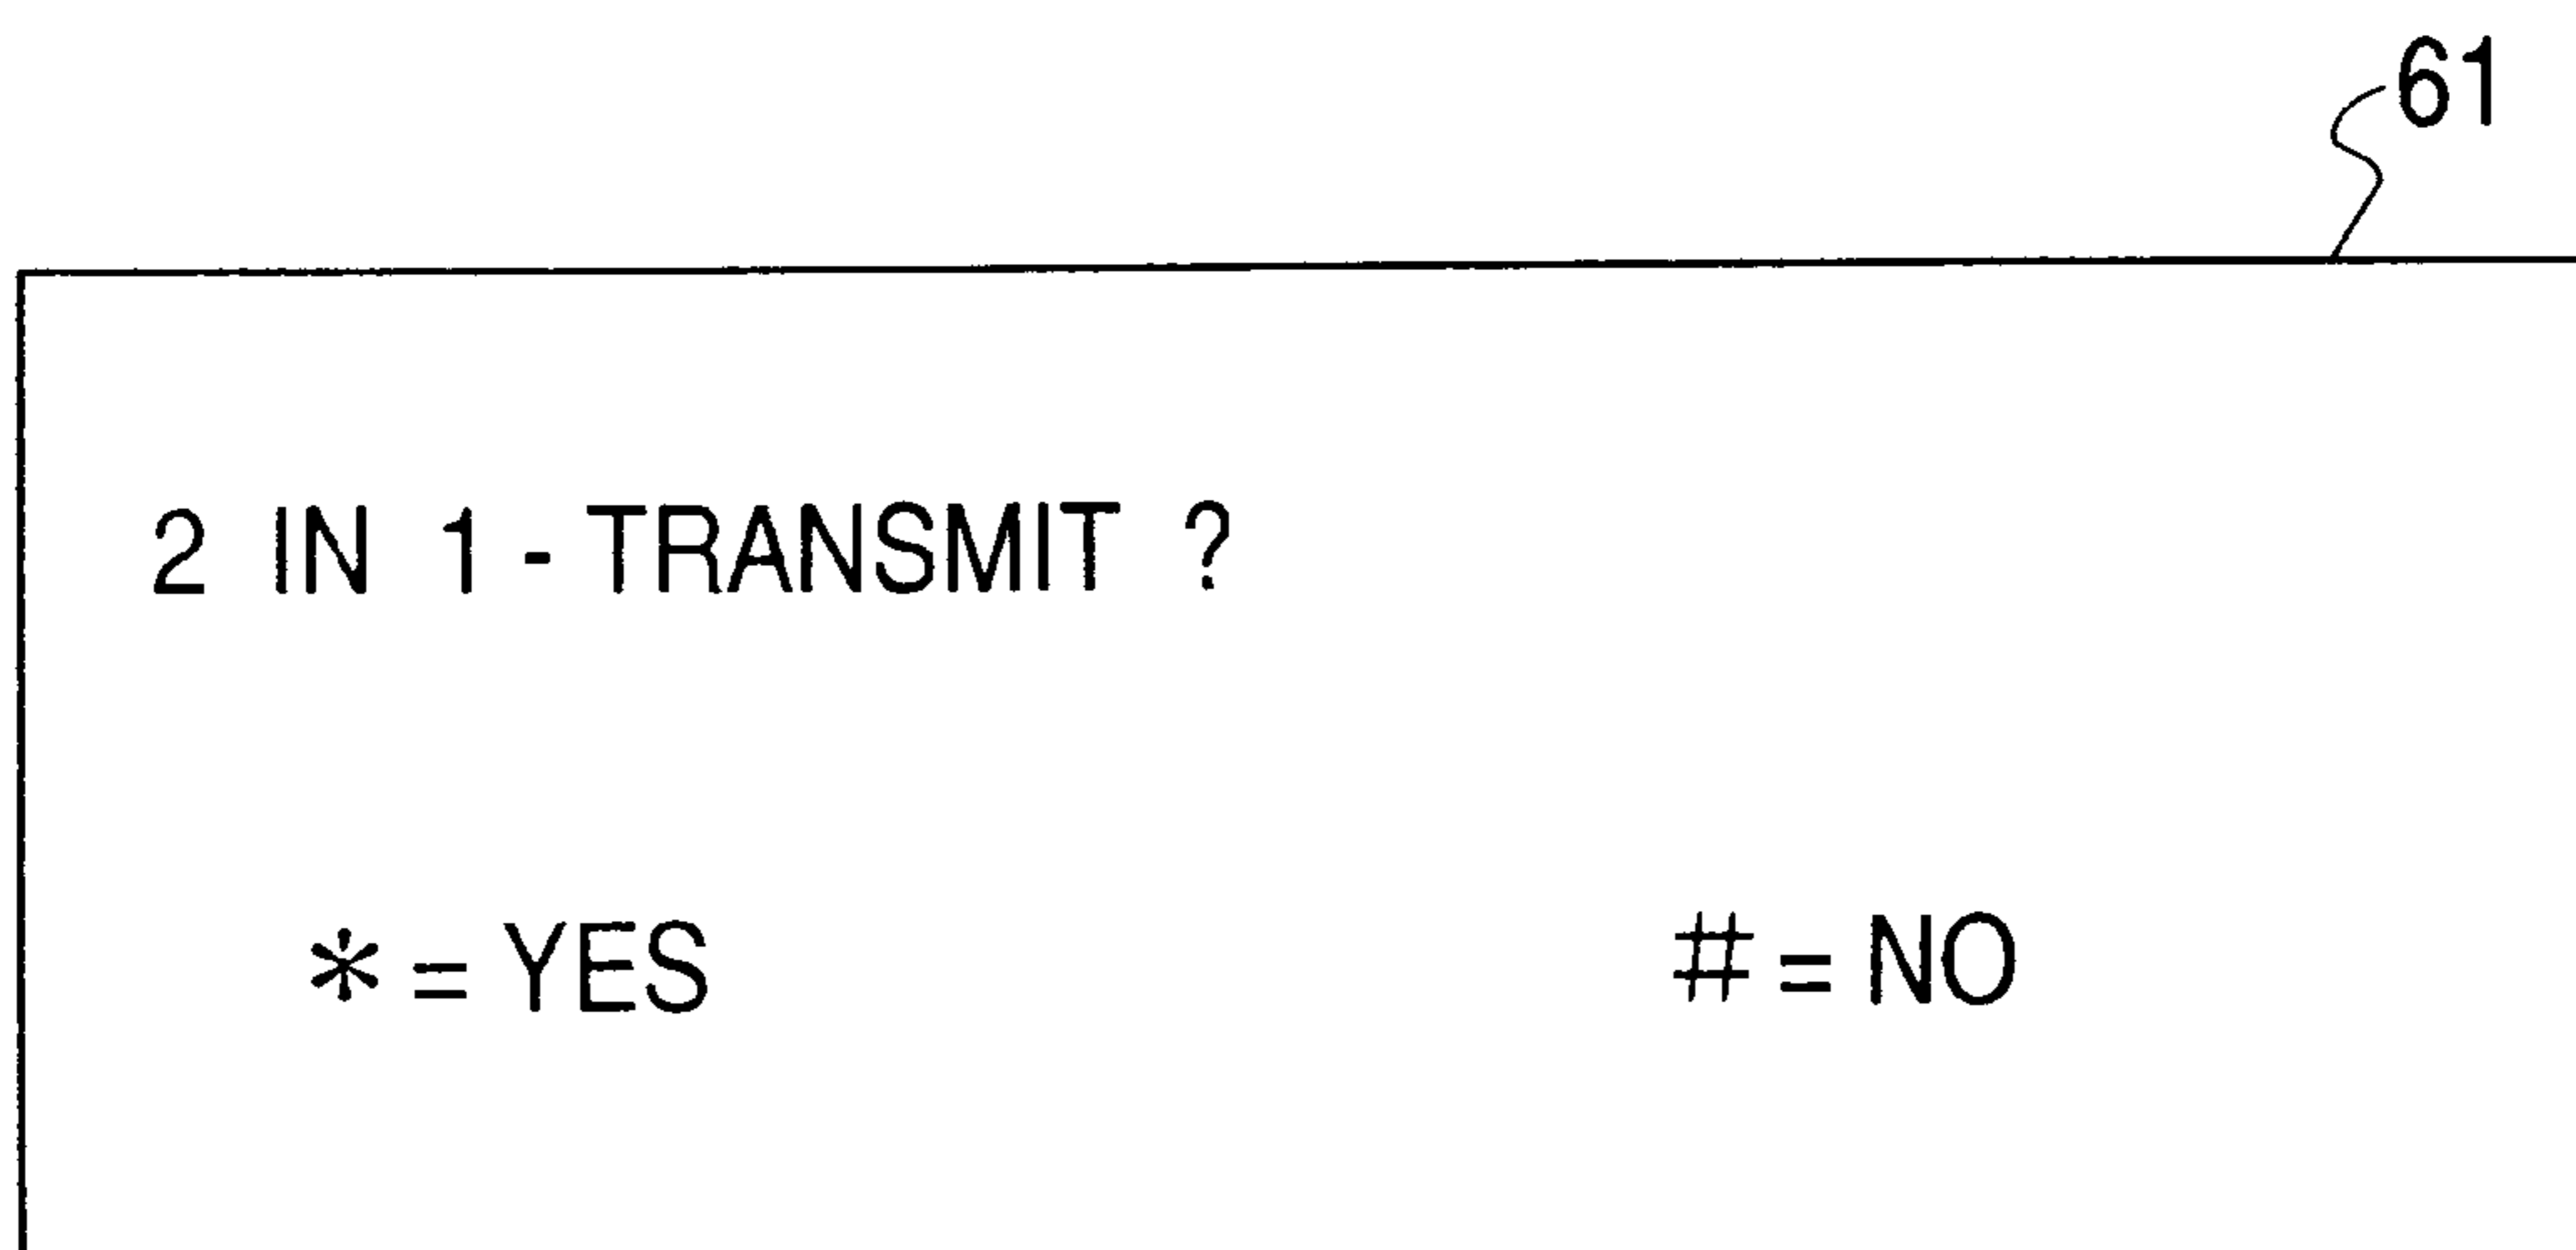 61
2 IN 1 - TRANSMIT ?
* = YES # = NO